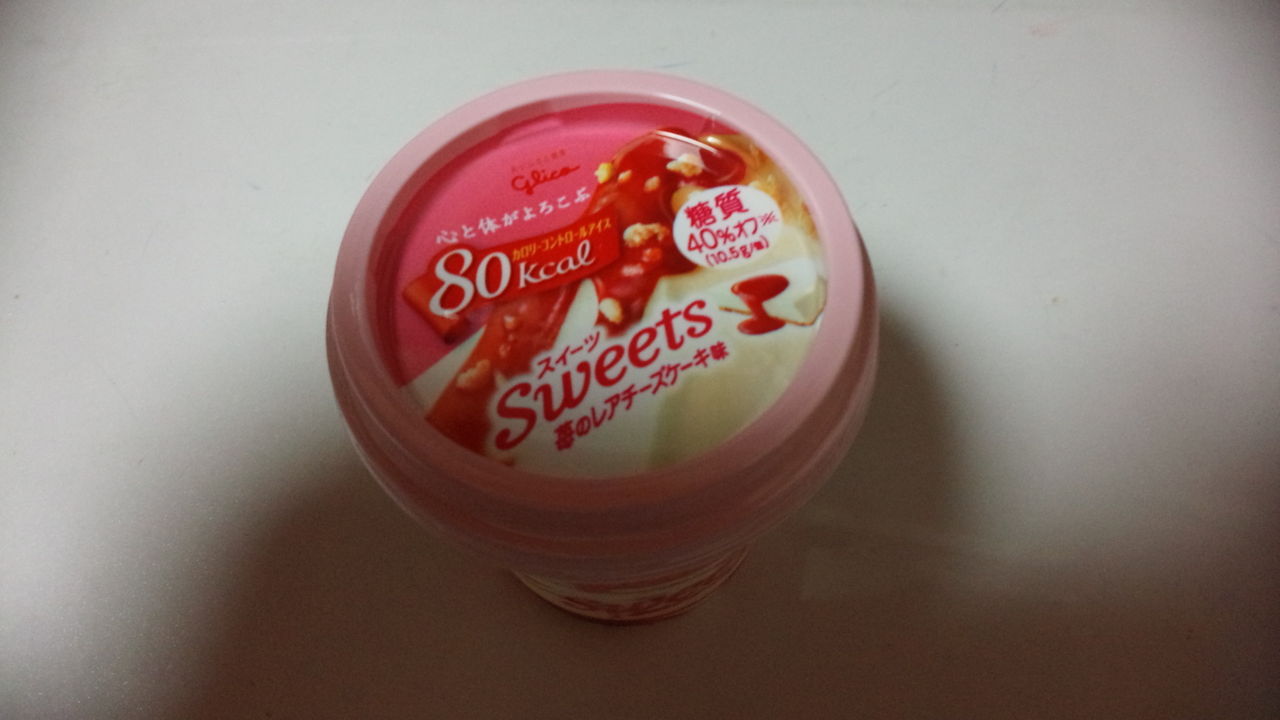 Glico
心と体がよろこぶ
カロリーコントロールアイス
80kcal
糖質
40%オフ※
(10.5g/個)
スイーツ
Sweets
苺のレアチーズケーキ味